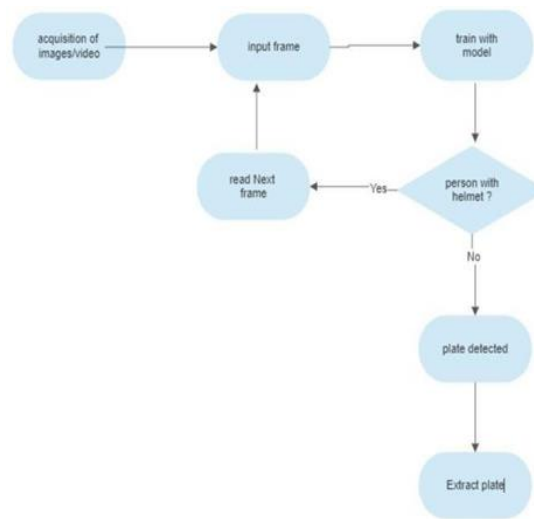 acquisition of
images/video
input frame
train with
model
read Next
frame
Yes
person with
helmet ?
No
plate detected
Extract plate